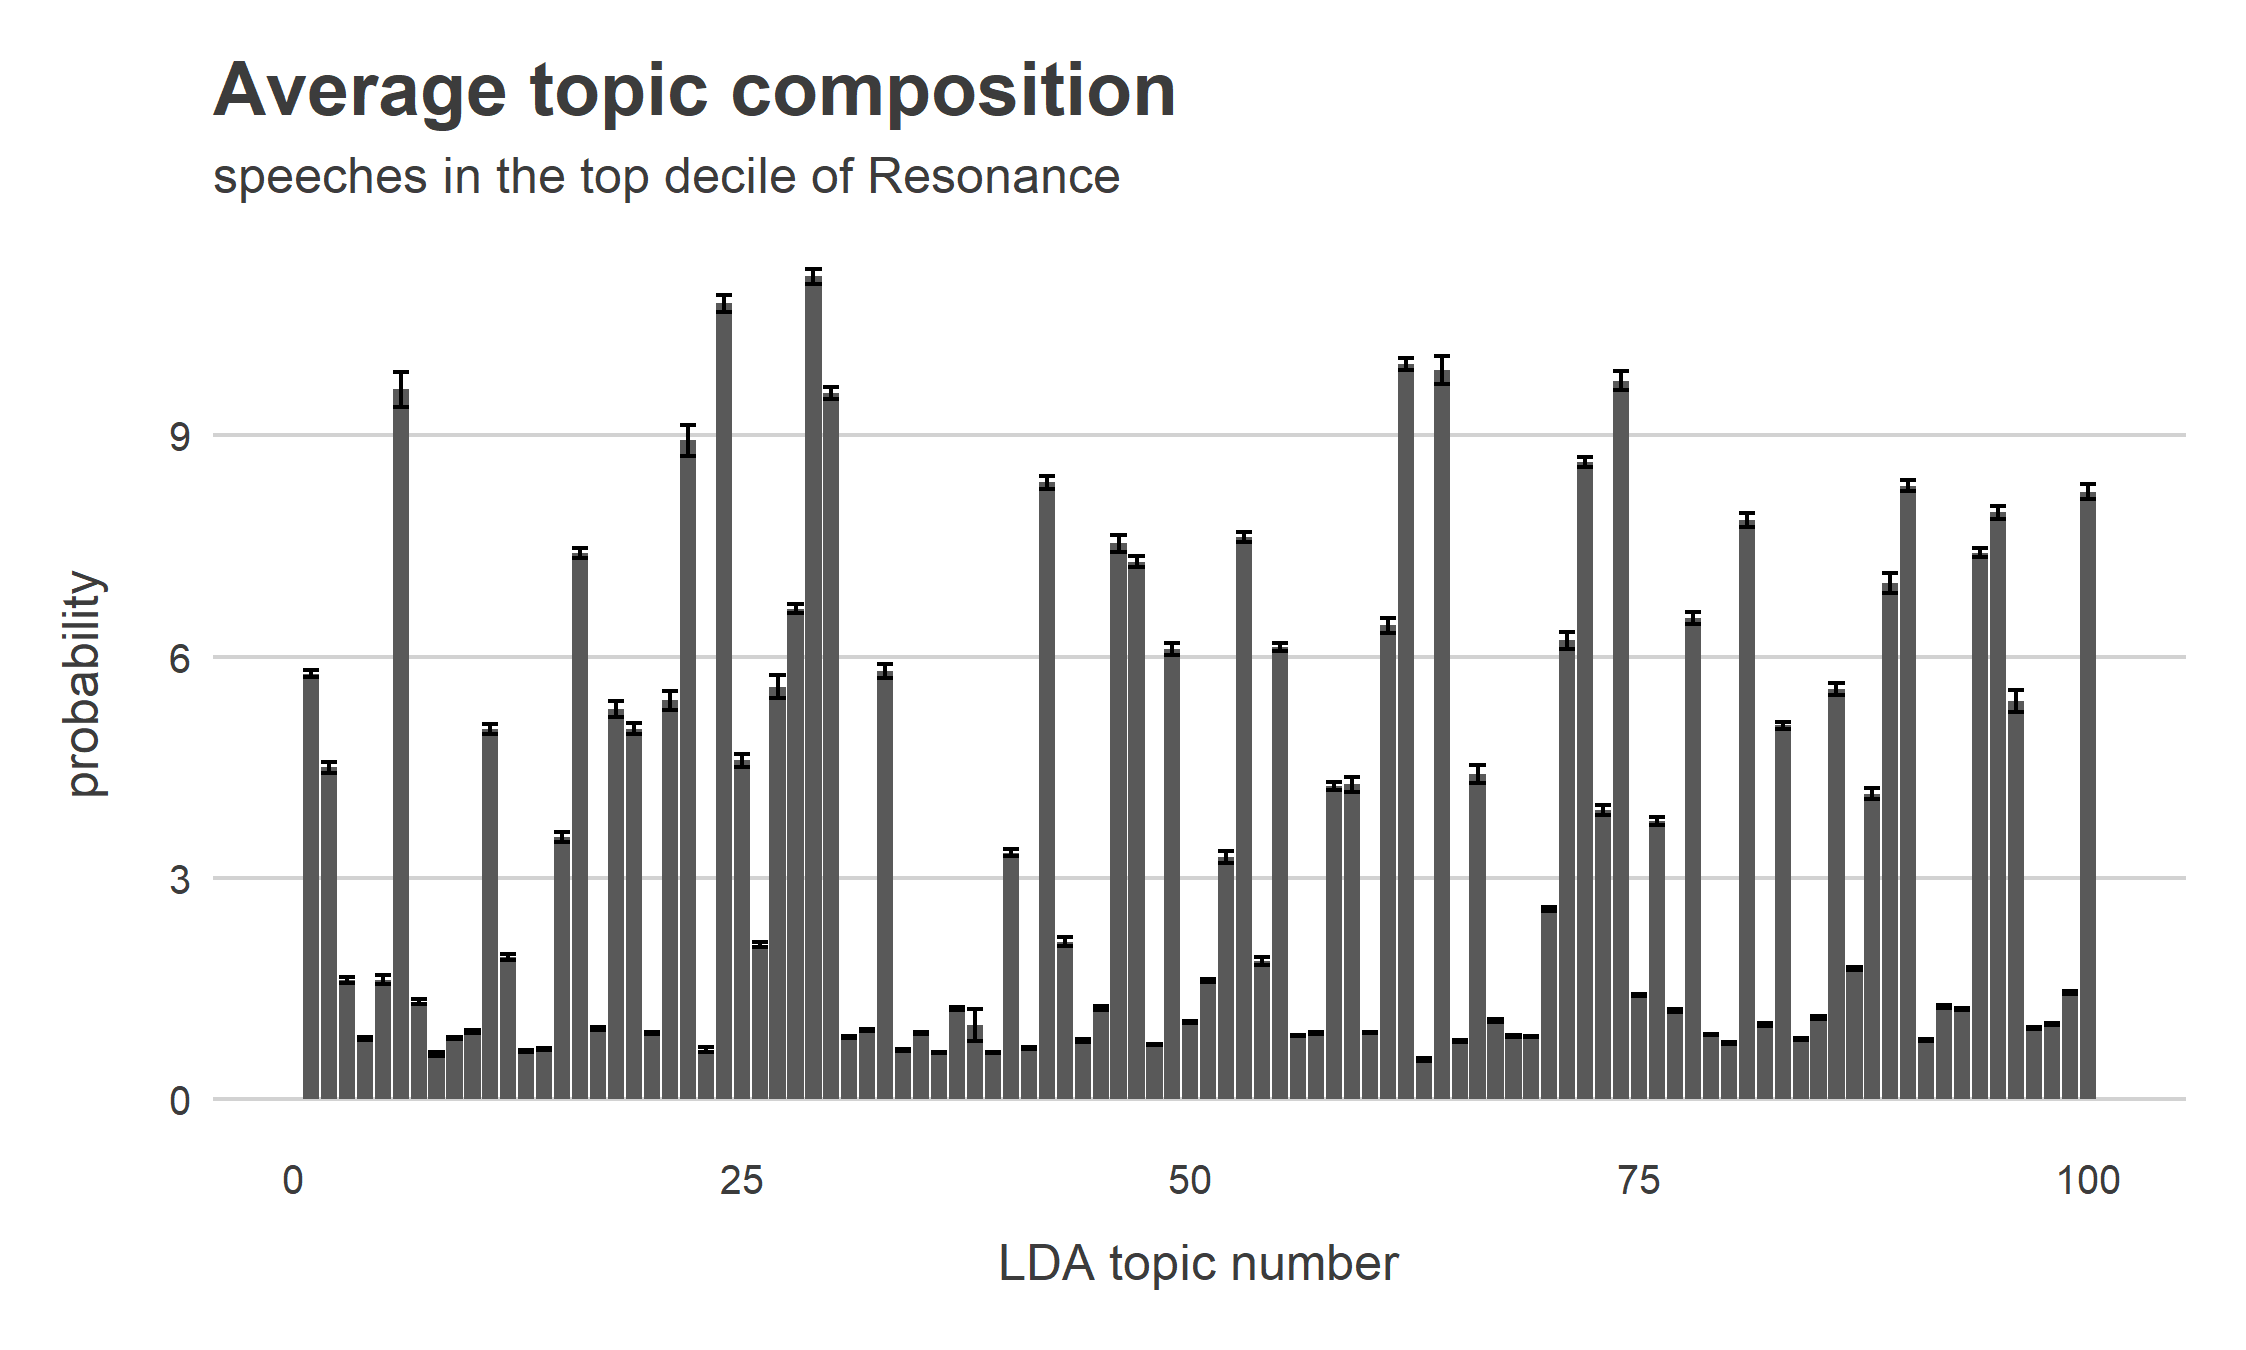 Average topic composition
speeches in the top decile of Resonance
probability
9
6
3
0
0 25 50 75 100
LDA topic number